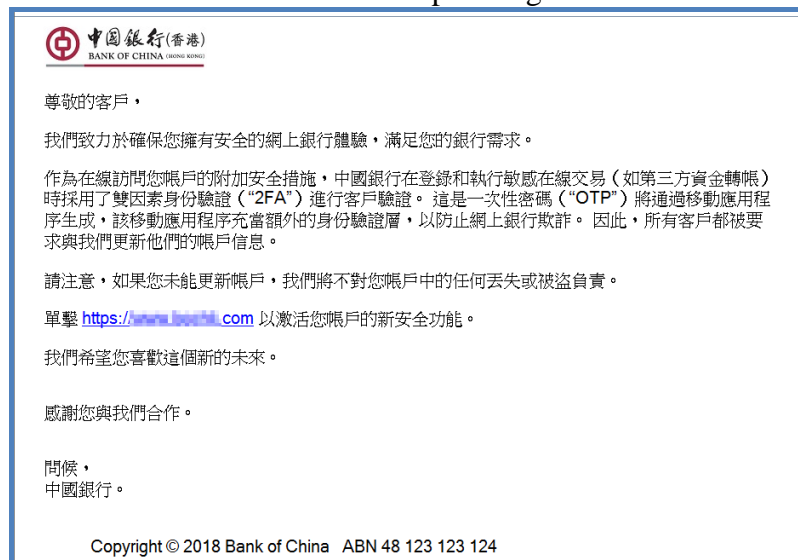 中國銀行(香港)
BANK OF CHINA (HONG KONG)
尊敬的客戶，
我們致力於確保您擁有安全的網上銀行體驗，滿足您的銀行需求。
作為在線訪問您帳戶的附加安全措施，中國銀行在登錄和執行敏感在線交易（如第三方資金轉帳）
時採用了雙因素身份驗證（“2FA”）進行客戶驗證。 這是一次性密碼（“OTP”）將通過移動應用程
序生成，該移動應用程序充當額外的身份驗證層，以防止網上銀行欺詐。 因此，所有客戶都被要
求與我們更新他們的帳戶信息。
請注意，如果您未能更新帳戶，我們將不對您帳戶中的任何丟失或被盜負責。
單擊 https:// .com 以激活您帳戶的新安全功能。
我們希望您喜歡這個新的未來。
感謝您與我們合作。
問候，
中國銀行。
Copyright © 2018 Bank of China ABN 48 123 123 124